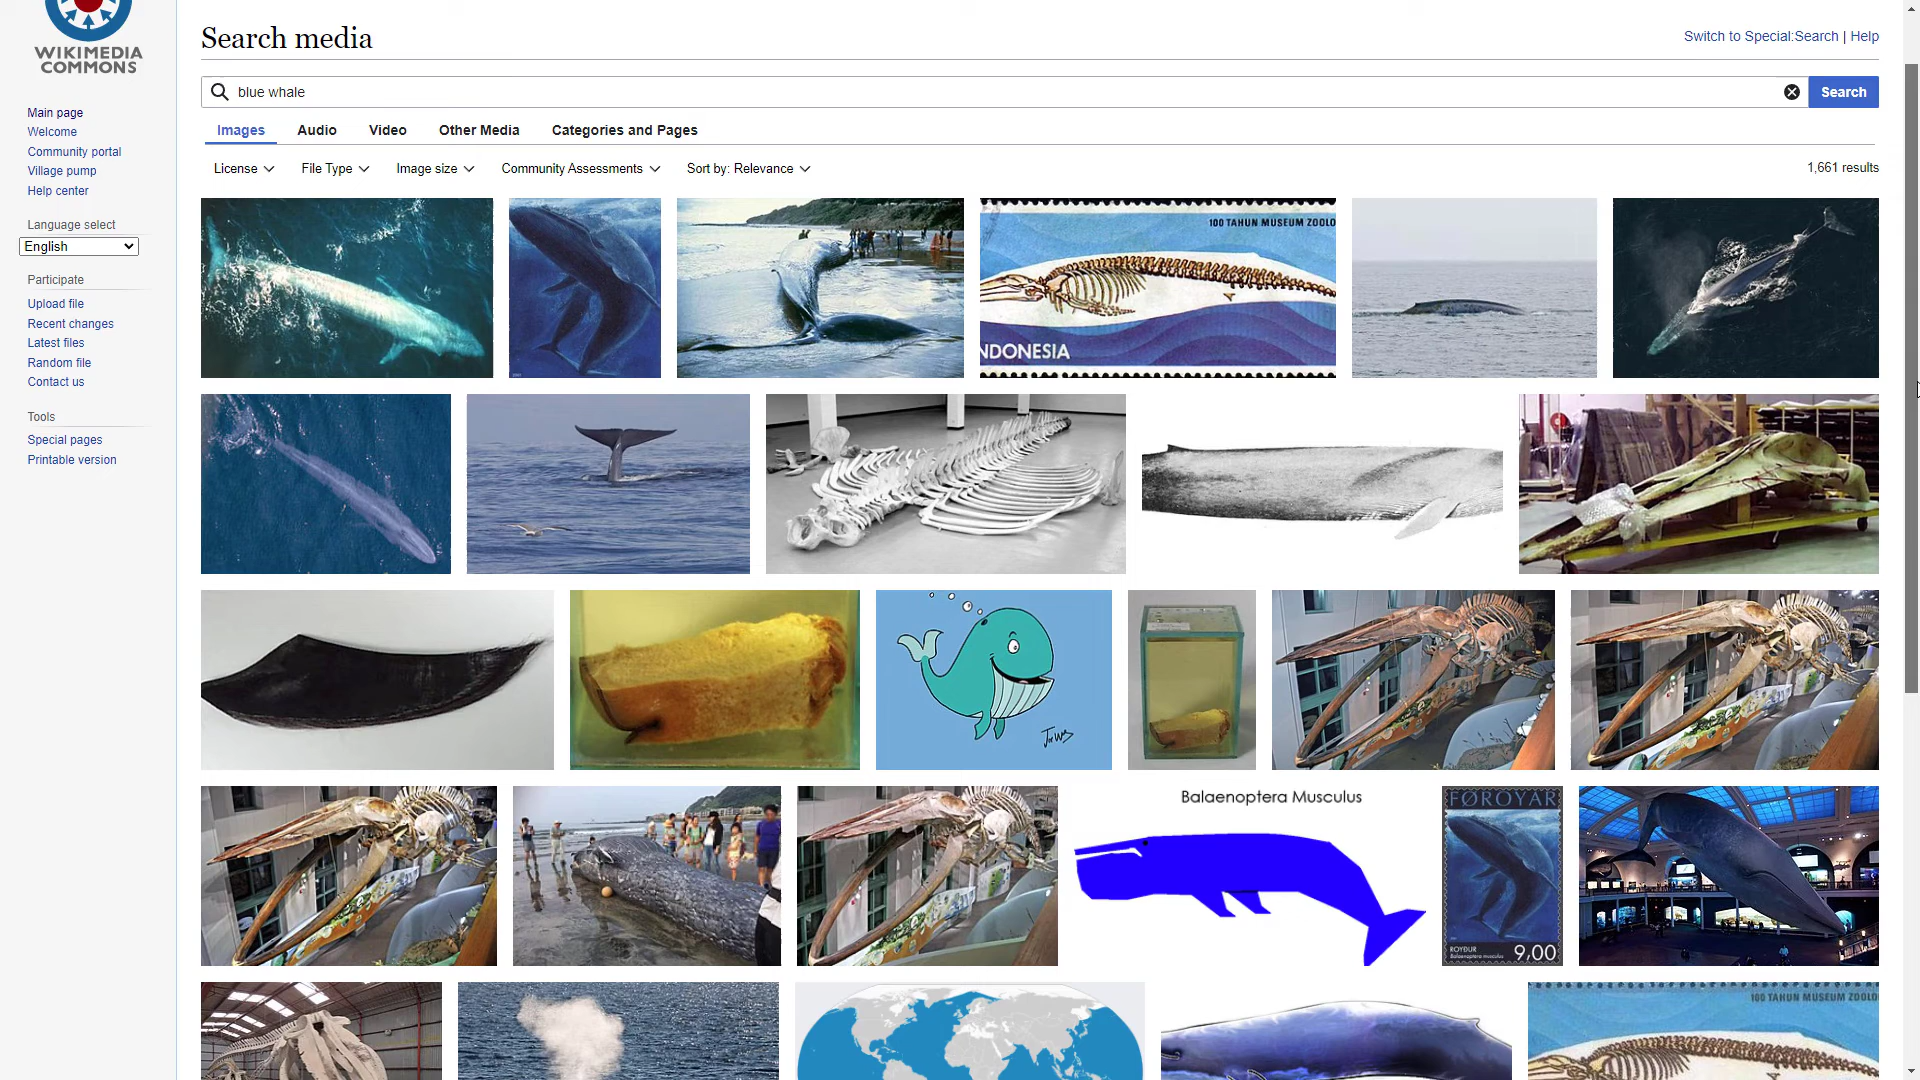 WIKIMEDIA
COMMONS
Main page
Welcome
Community portal
Village pump
Help center
Language select
English
Participate
Upload file
Recent changes
Latest files
Random file
Contact us
Tools
Special pages
Printable version
Search media
Switch to Special:Search | Help
blue whale
Search
Images
Audio
Video
Other Media
Categories and Pages
License
File Type
Image size
Community Assessments
Sort by: Relevance
1,661 results
100 TAHUN MUSEUM ZOOLO
NDONESIA
Balaenoptera Musculus
FØROYAR
ROYÐUR
Balaenoptera musculus
9,00
100 TAHUN MUSEUM ZOOLO